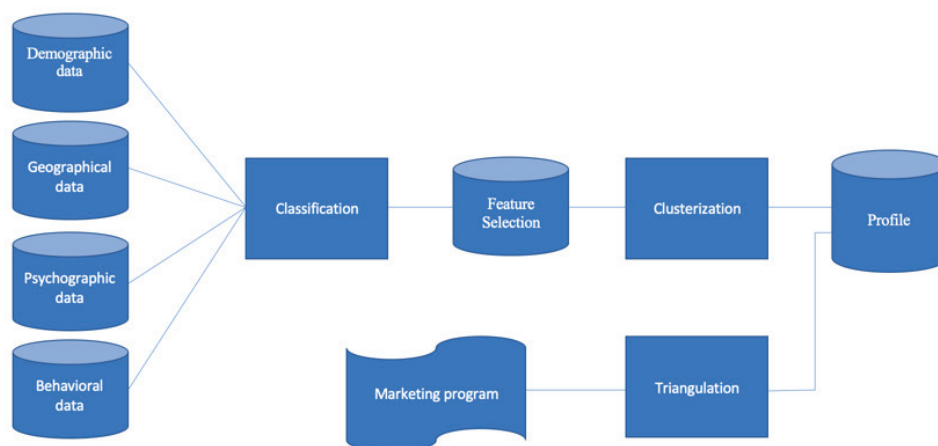 Demographic
data
Geographical
data
Psychographic
data
Behavioral
data
Classification
Feature
Selection
Clusterization
Profile
Marketing program
Triangulation